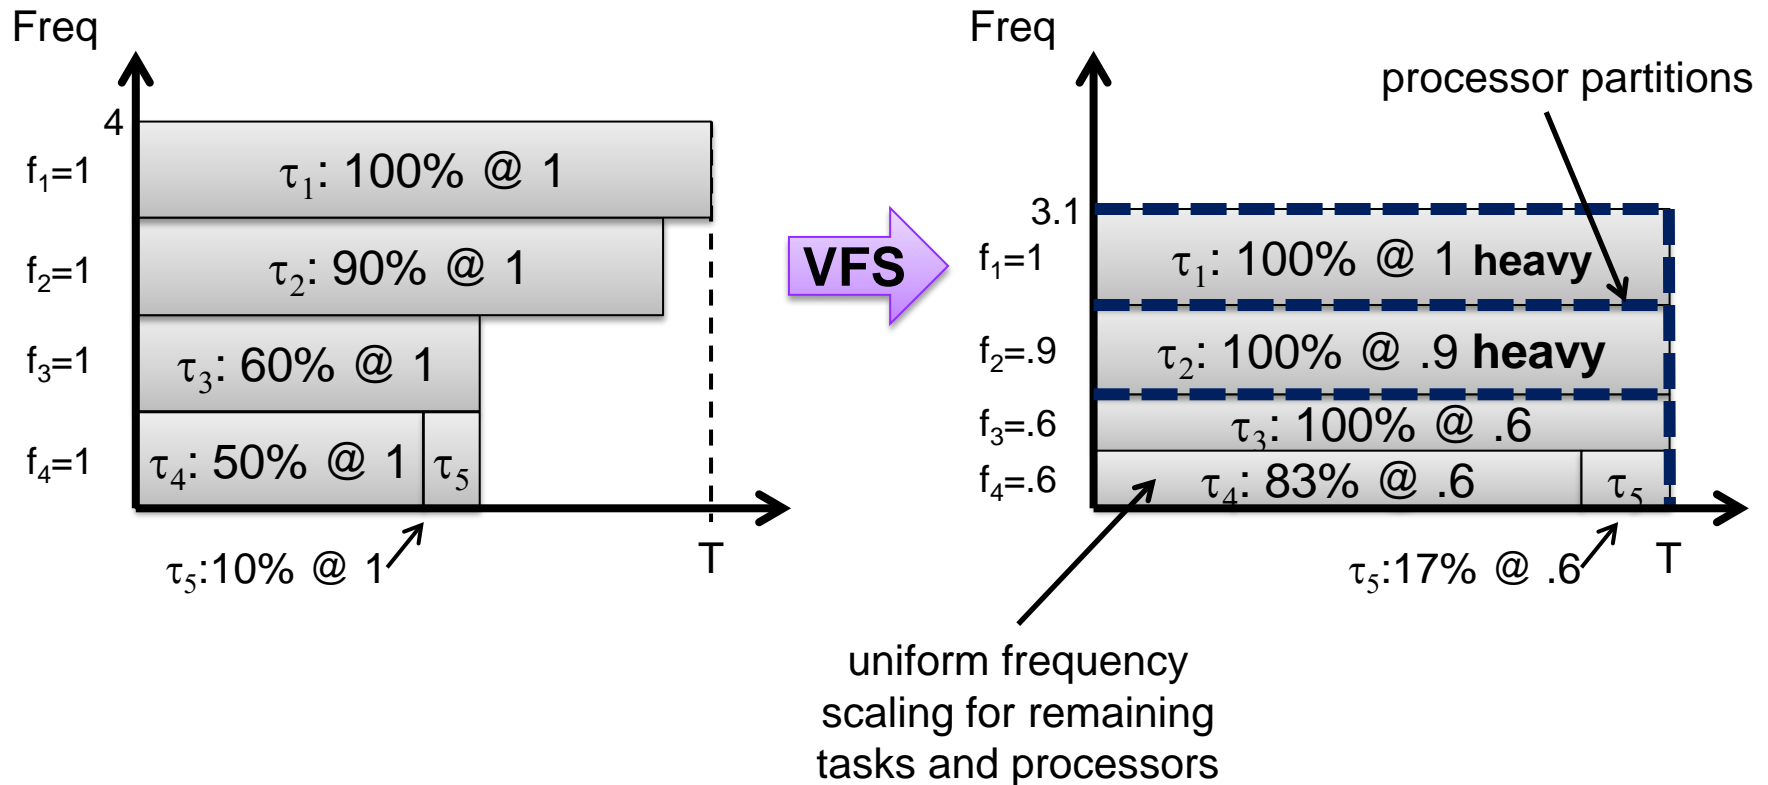 Freq
4
f1=1
τ1: 100% @ 1
f2=1
τ2: 90% @ 1
f3=1
τ3: 60% @ 1
f4=1
τ4: 50% @ 1
τ5
τ5:10% @ 1
T
VFS
Freq
processor partitions
3.1
f1=1
τ1: 100% @ 1 heavy
f2=.9
τ2: 100% @ .9 heavy
f3=.6
τ3: 100% @ .6
f4=.6
τ4: 83% @ .6
τ5
τ5:17% @ .6
T
uniform frequency
scaling for remaining
tasks and processors